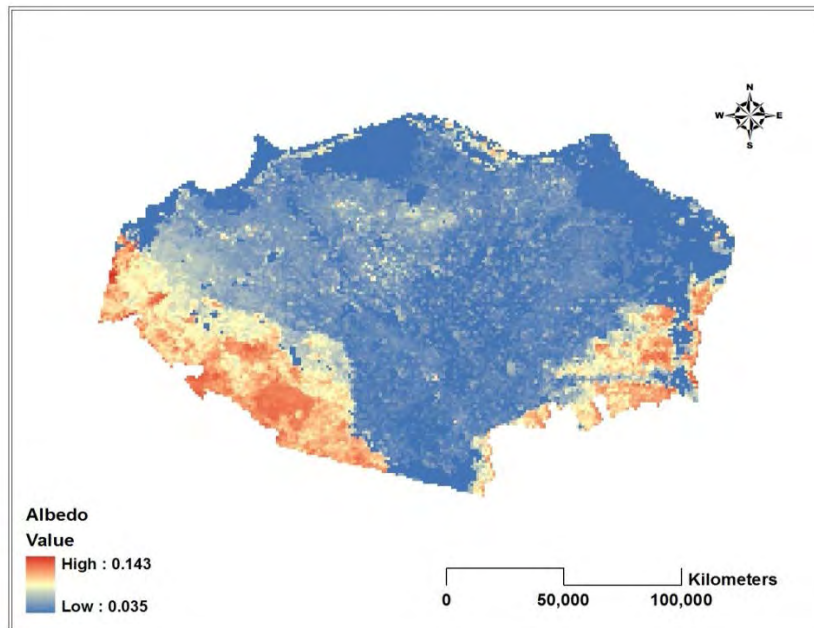 N
W E
S
Albedo
Value
High : 0.143
Low : 0.035
Kilometers
0 50,000 100,000